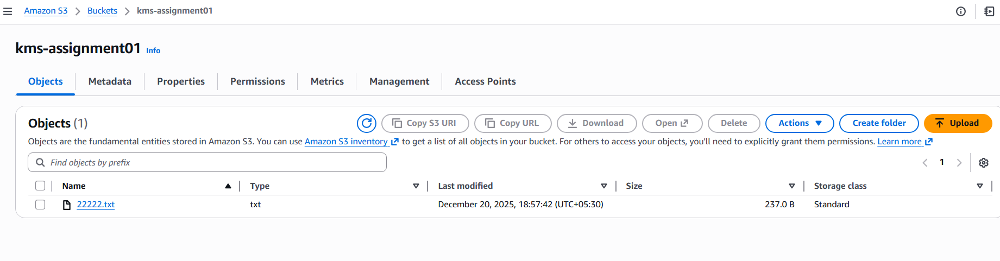 Amazon S3 > Buckets > kms-assignment01
kms-assignment01 Info
Objects Metadata Properties Permissions Metrics Management Access Points
Objects (1) Copy S3 URI Copy URL Download Open Delete Actions Create folder Upload
Objects are the fundamental entities stored in Amazon S3. You can use Amazon S3 inventory to get a list of all objects in your bucket. For others to access your objects, you'll need to explicitly grant them permissions. Learn more
Find objects by prefix 1
Name Type Last modified Size Storage class
22222.txt txt December 20, 2025, 18:57:42 (UTC+05:30) 237.0 B Standard